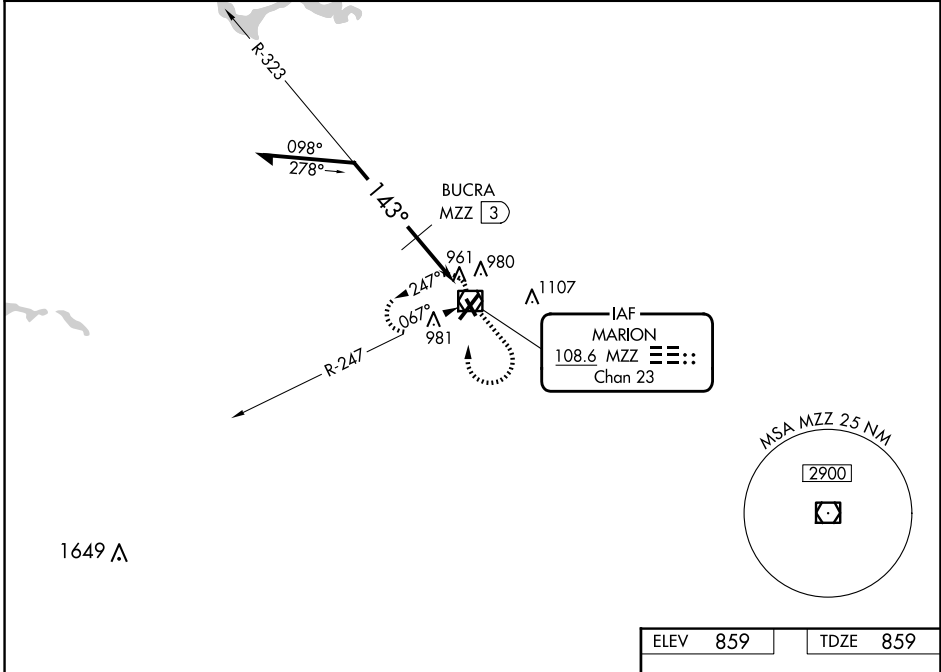 R-323
098°
278°
143°
BUCRA
MZZ 3
961
980
247°
1107
067°
981
IAF
MARION
108.6 MZZ
Chan 23
R-247
MSA MZZ 25 NM
2900
1649
ELEV 859
TDZE 859